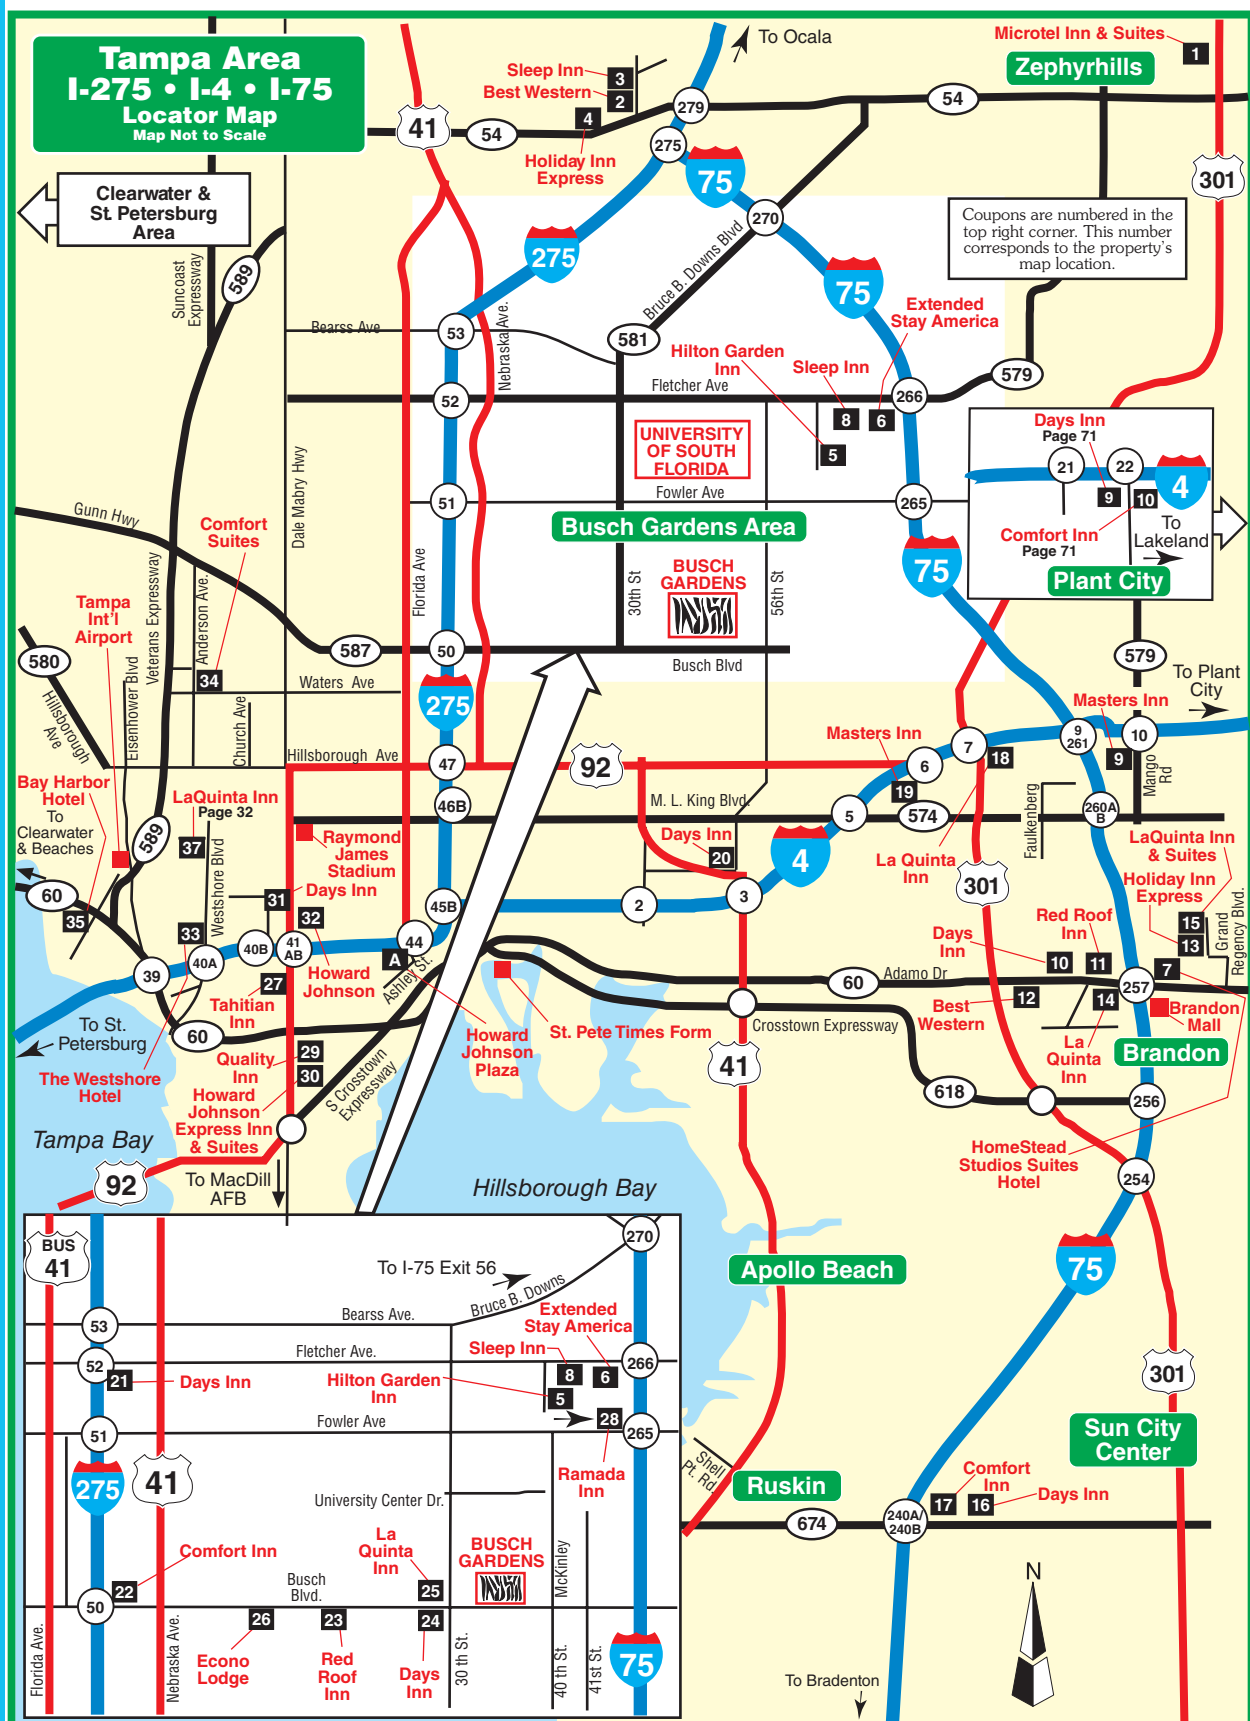 Tampa Area
I-275 • I-4 • I-75
Locator Map
Map Not to Scale
To Ocala
Microtel Inn & Suites
1
Zephyrhills
Sleep Inn
3
Best Western
2
4
Holiday Inn
Express
41
54
279
54
275
75
301
Clearwater &
St. Petersburg
Area
Coupons are numbered in the
top right corner. This number
corresponds to the property's
map location.
Suncoast
Expressway
589
275
270
Bruce B. Downs Blvd
75
Bearss Ave
53
Nebraska Ave.
581
Extended
Stay America
Hilton Garden
Inn
Sleep Inn
579
Fletcher Ave
52
266
8
6
5
UNIVERSITY
OF SOUTH
FLORIDA
Days Inn
Page 71
21
22
4
9
10
Comfort Inn
Page 71
To
Lakeland
Plant City
Gunn Hwy
Dale Mabry Hwy
51
Fowler Ave
265
Busch Gardens Area
Comfort
Suites
Florida Ave
75
BUSCH
GARDENS
30th St
56th St
Veterans Expressway
Anderson Ave.
Tampa
Int'l
Airport
580
587
50
Busch Blvd
579
To Plant
City
34
Waters Ave
Hillsborough
Ave
Eisenhower Blvd
Church Ave
275
Masters Inn
Masters Inn
Hillsborough Ave
47
92
7
18
9
261
10
6
9
Mango
Rd
Bay Harbor
Hotel
To
Clearwater
& Beaches
LaQuinta Inn
Page 32
46B
M. L. King Blvd.
19
5
574
Faulkenberg
260A
B
589
37
Westshore Blvd
Raymond
James
Stadium
Days Inn
20
4
La Quinta
Inn
LaQuinta Inn
& Suites
Holiday Inn
Express
301
60
35
31
Days Inn
32
45B
2
3
Red Roof
Inn
15
13
Grand
Regency Blvd.
33
40B
41
AB
44
A
Days
Inn
10
11
7
39
40A
27
Howard
Johnson
Ashley St.
60
Adamo Dr
257
Tahitian
Inn
Best
Western
12
14
Brandon
Mall
To St.
Petersburg
60
Howard
Johnson
Plaza
St. Pete Times Form
Crosstown Expressway
La
Quinta
Inn
Brandon
Quality
Inn
29
30
S Crosstown
Expressway
41
The Westshore
Hotel
Howard
Johnson
Express Inn
& Suites
618
256
Tampa Bay
HomeStead
Studios Suites
Hotel
254
92
To MacDill
AFB
Hillsborough Bay
BUS
41
270
To I-75 Exit 56
Apollo Beach
75
Bruce B. Downs
Bearss Ave.
53
Extended
Stay America
Fletcher Ave.
Sleep Inn
52
266
8
6
21
Days Inn
Hilton Garden
Inn
5
301
Fowler Ave
28
51
265
Sun City
Center
275
41
Ramada
Inn
Shell
Pt. Rd.
Ruskin
Comfort
Inn
University Center Dr.
17
16
Days Inn
674
240A/
240B
Comfort Inn
La
Quinta
Inn
BUSCH
GARDENS
McKinley
22
Busch
Blvd.
25
50
26
23
24
N
Florida Ave.
Nebraska Ave.
Econo
Lodge
Red
Roof
Inn
Days
Inn
30 th St.
40 th St.
41st St.
75
To Bradenton